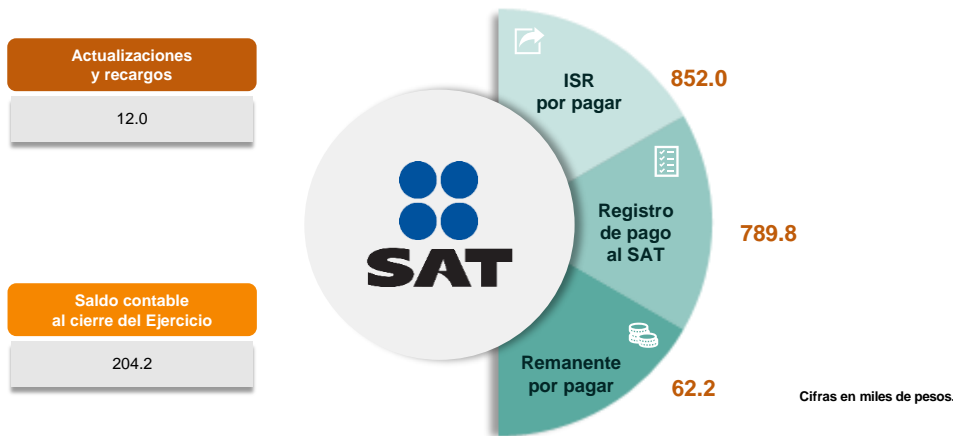 Actualizaciones
y recargos
12.0
Saldo contable
al cierre del Ejercicio
204.2
SAT
ISR
por pagar
852.0
Registro
de pago
al SAT
789.8
Remanente
por pagar
62.2
Cifras en miles de pesos.